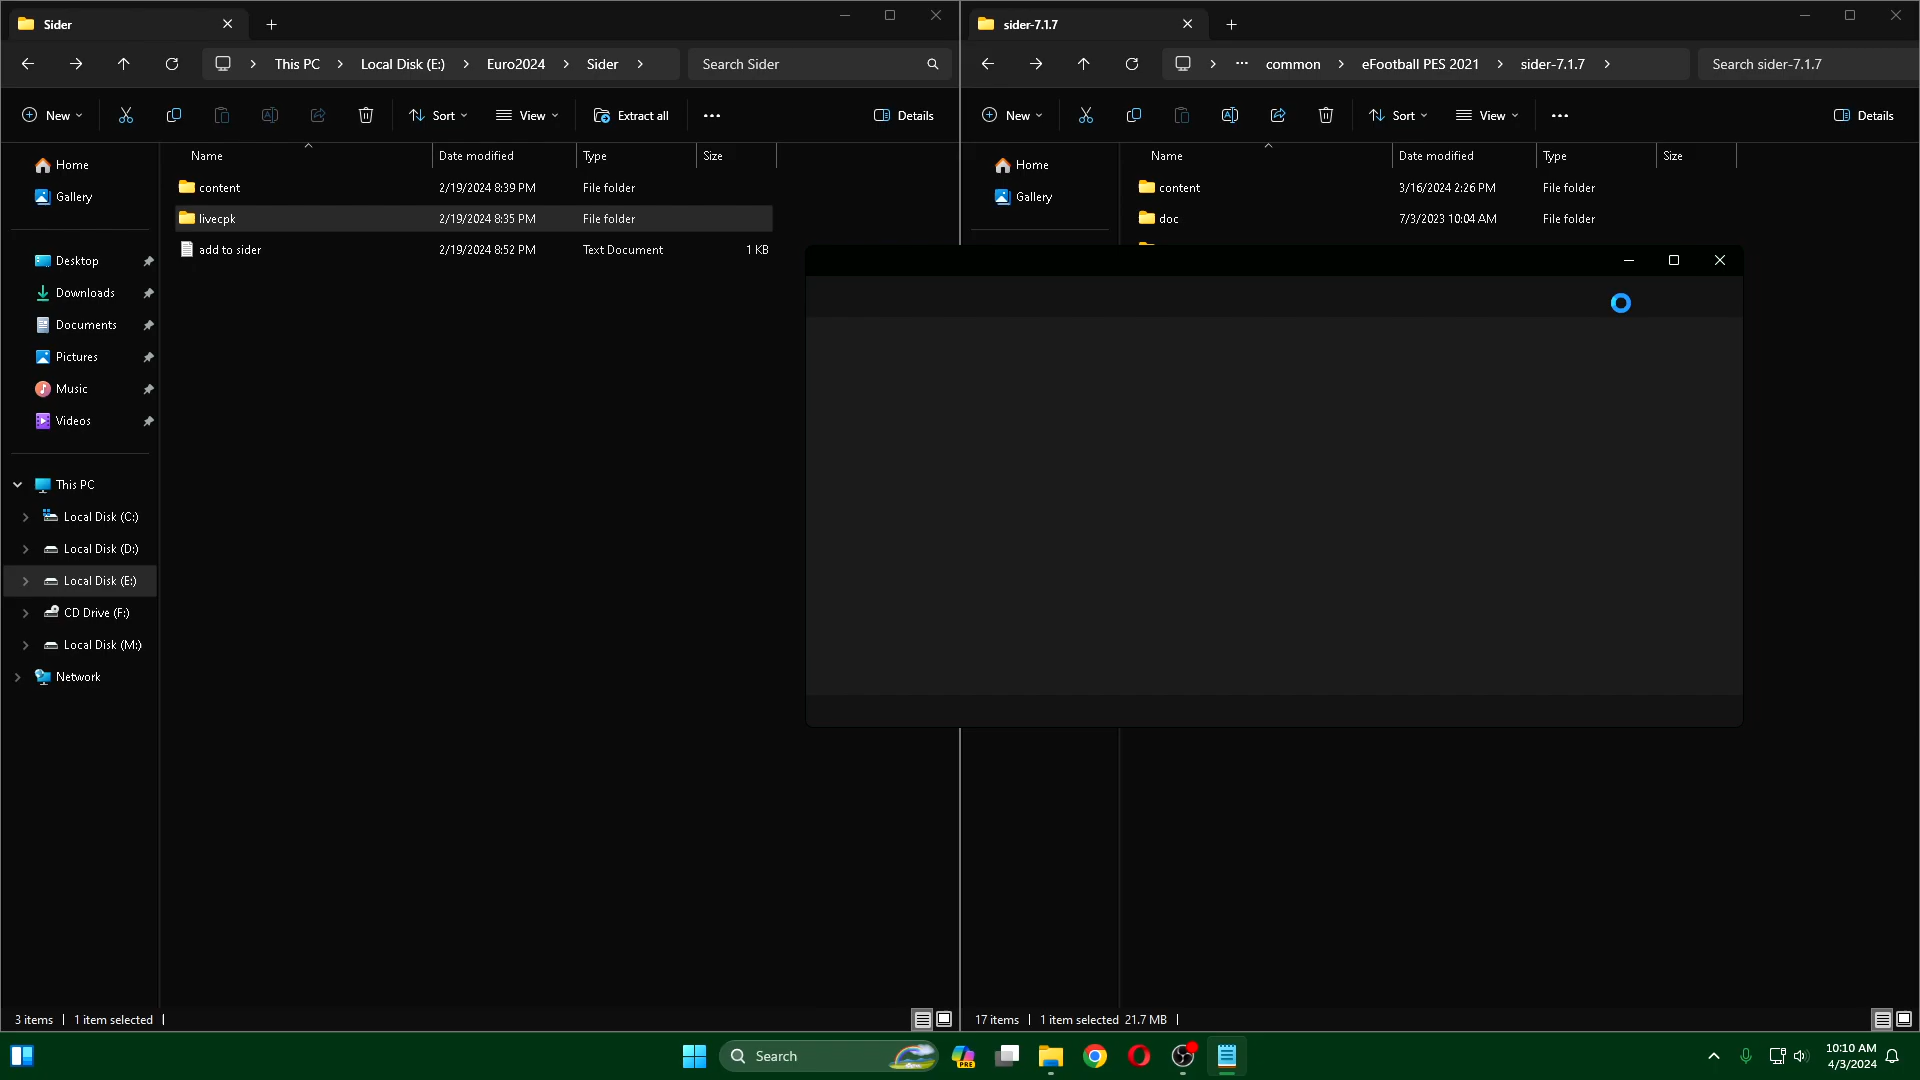 Sider
This PC
Local Disk (E:)
Euro2024
Sider
Search Sider
New
Sort
View
Extract all
Details
Name
Date modified
Type
Size
content
2/19/2024 8:39 PM
File folder
livecpk
2/19/2024 8:35 PM
File folder
add to sider
2/19/2024 8:52 PM
Text Document
1 KB
Home
Gallery
Desktop
Downloads
Documents
Pictures
Music
Videos
This PC
Local Disk (C:)
Local Disk (D:)
Local Disk (E:)
CD Drive (F:)
Local Disk (M:)
Network
3 items
1 item selected
sider-7.1.7
common
eFootball PES 2021
sider-7.1.7
Search sider-7.1.7
New
Sort
View
Details
Name
Date modified
Type
Size
Home
Gallery
content
3/16/2024 2:26 PM
File folder
doc
7/3/2023 10:04 AM
File folder
17 items
1 item selected 21.7 MB
Search
PRE
10:10 AM
4/3/2024